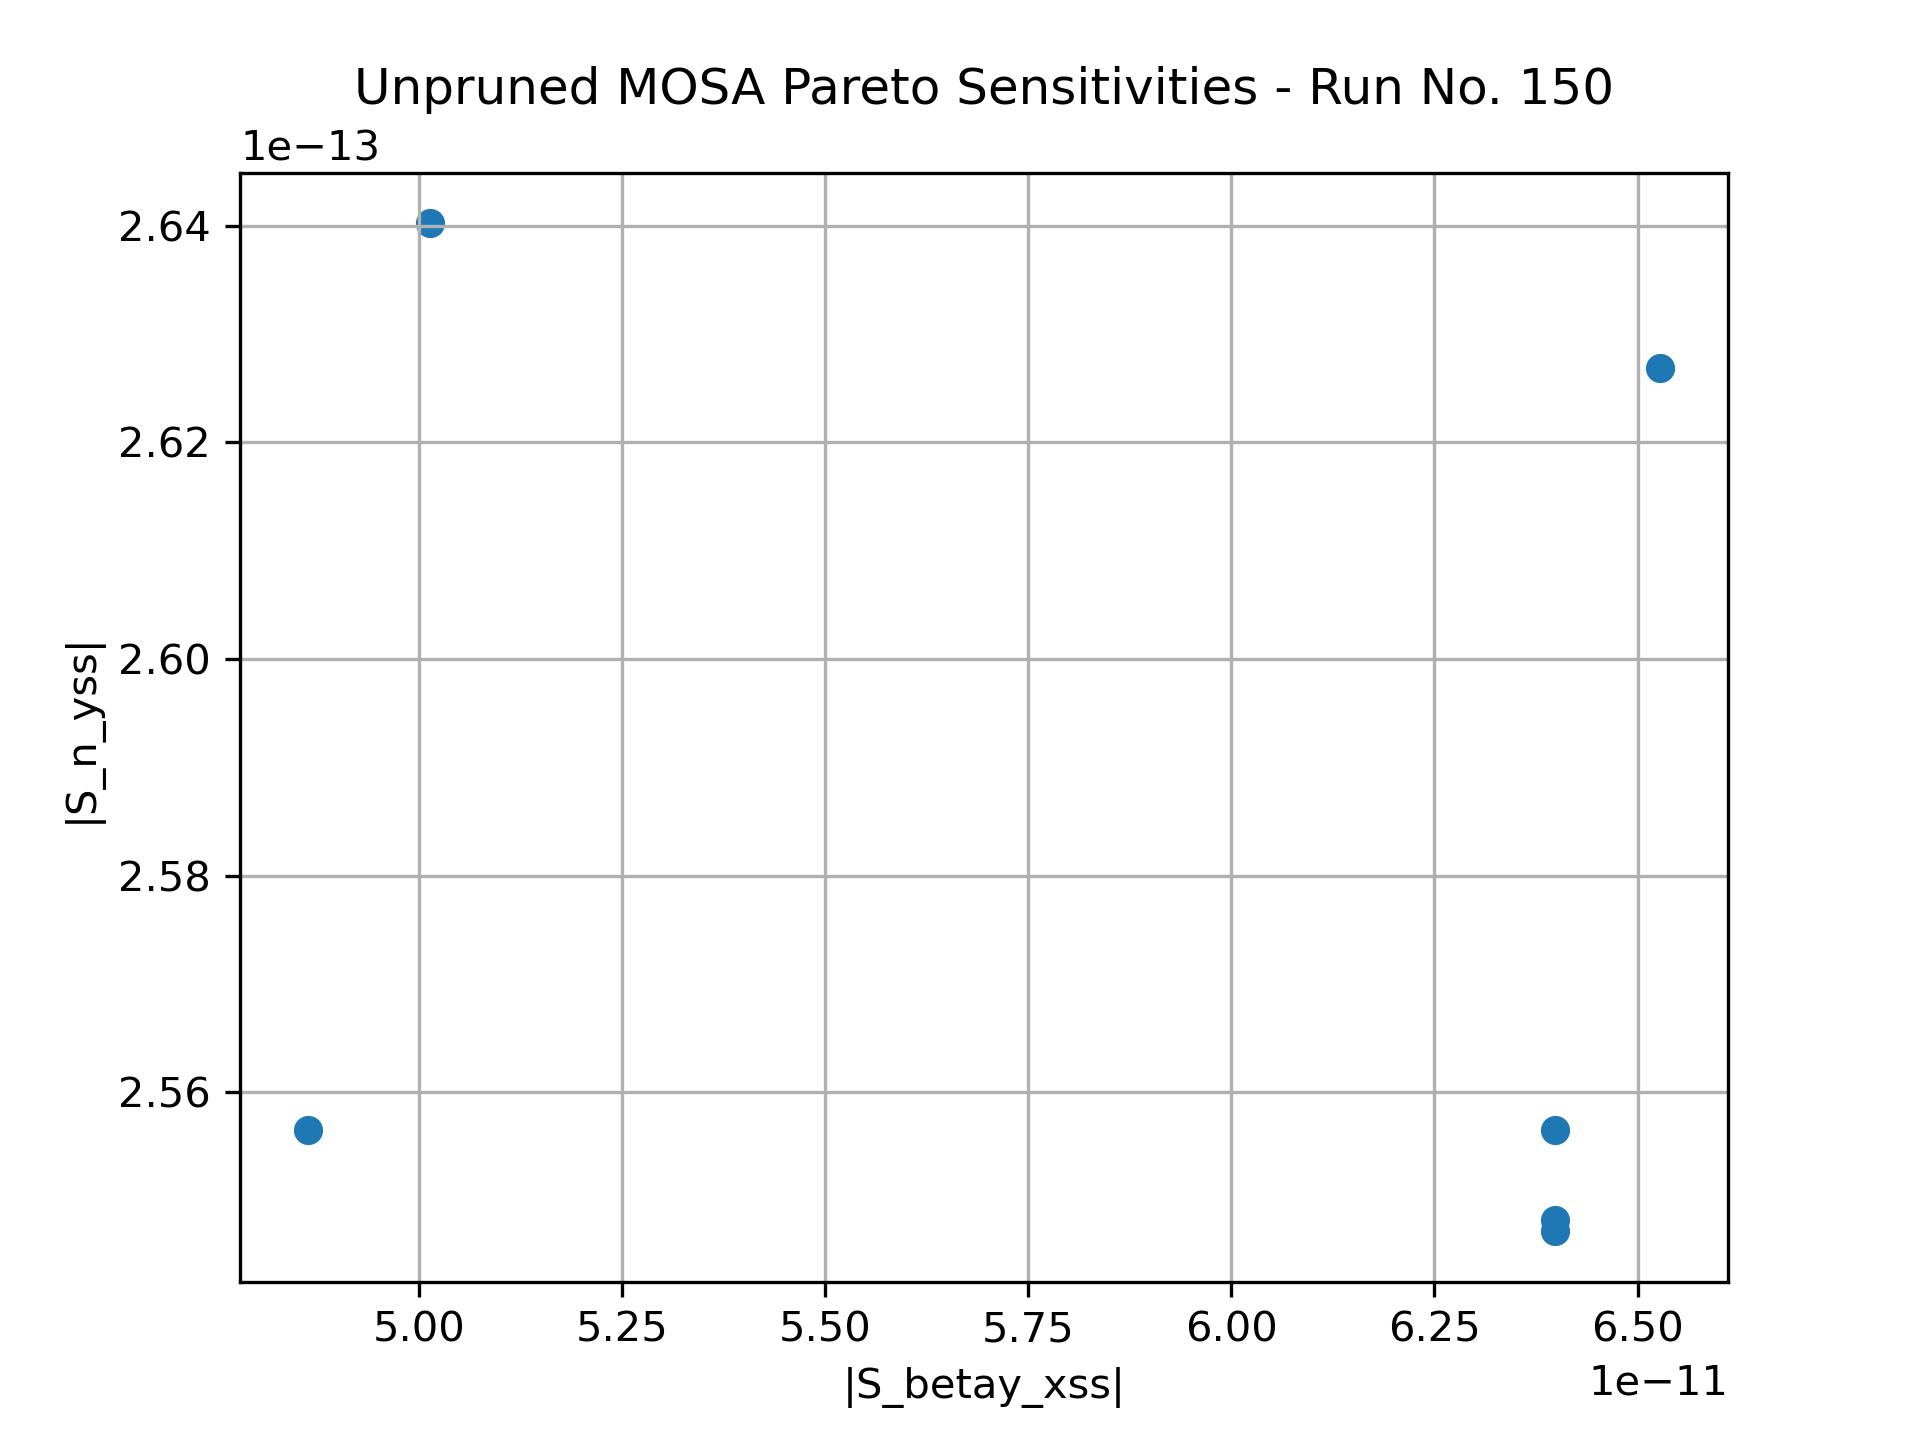 Unpruned MOSA Pareto Sensitivities - Run No. 150
1e−13
2.64
2.62
2.60
2.58
2.56
|S_n_yss|
5.00 5.25 5.50 5.75 6.00 6.25 6.50
|S_betay_xss|
1e−11